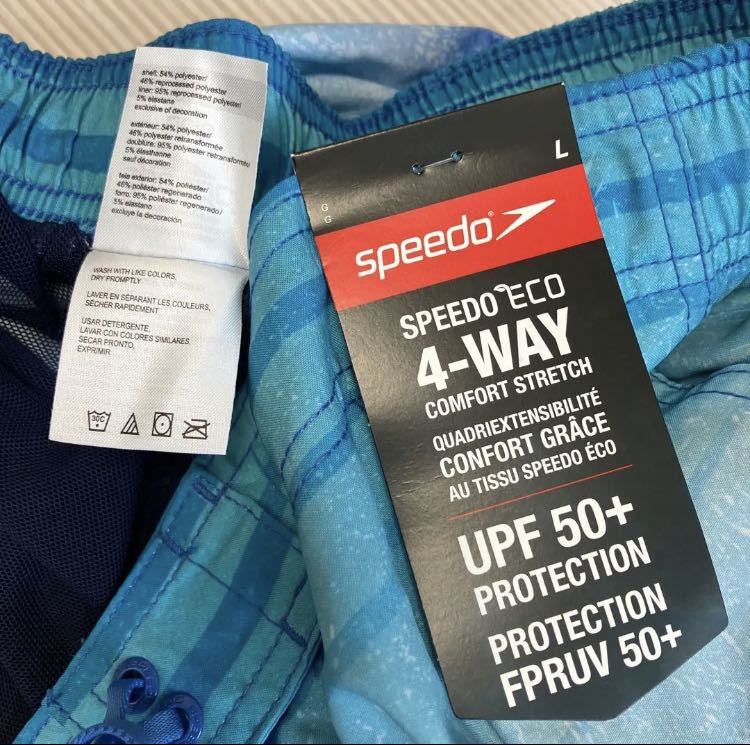 shell: 54% polyester/
46% reprocessed polyester
liner: 95% reprocessed polyester/
5% elastane
exclusive of decoration
extérieur: 54% polyester/
46% polyester retransformée
doublure: 95% polyester retransformée/
5% élasthanne
sauf décoration
tela exterior: 54% poliéster/
46% poliéster regenerado/
forro: 95% poliéster regenerado/
5% elastano
excluye la decoración
WASH WITH LIKE COLORS,
DRY PROMPTLY
LAVER EN SÉPARANT LES COULEURS,
SÉCHER RAPIDEMENT
USAR DETERGENTE,
LAVAR CON COLORES SIMILARES.
SECAR PRONTO,
EXPRIMIR
30C
L
G
G
speedo
SPEEDO ECO
4-WAY
COMFORT STRETCH
QUADRIEXTENSIBILITÉ
CONFORT GRÂCE
AU TISSU SPEEDO ÉCO
UPF 50+
PROTECTION
PROTECTION
FPRUV 50+